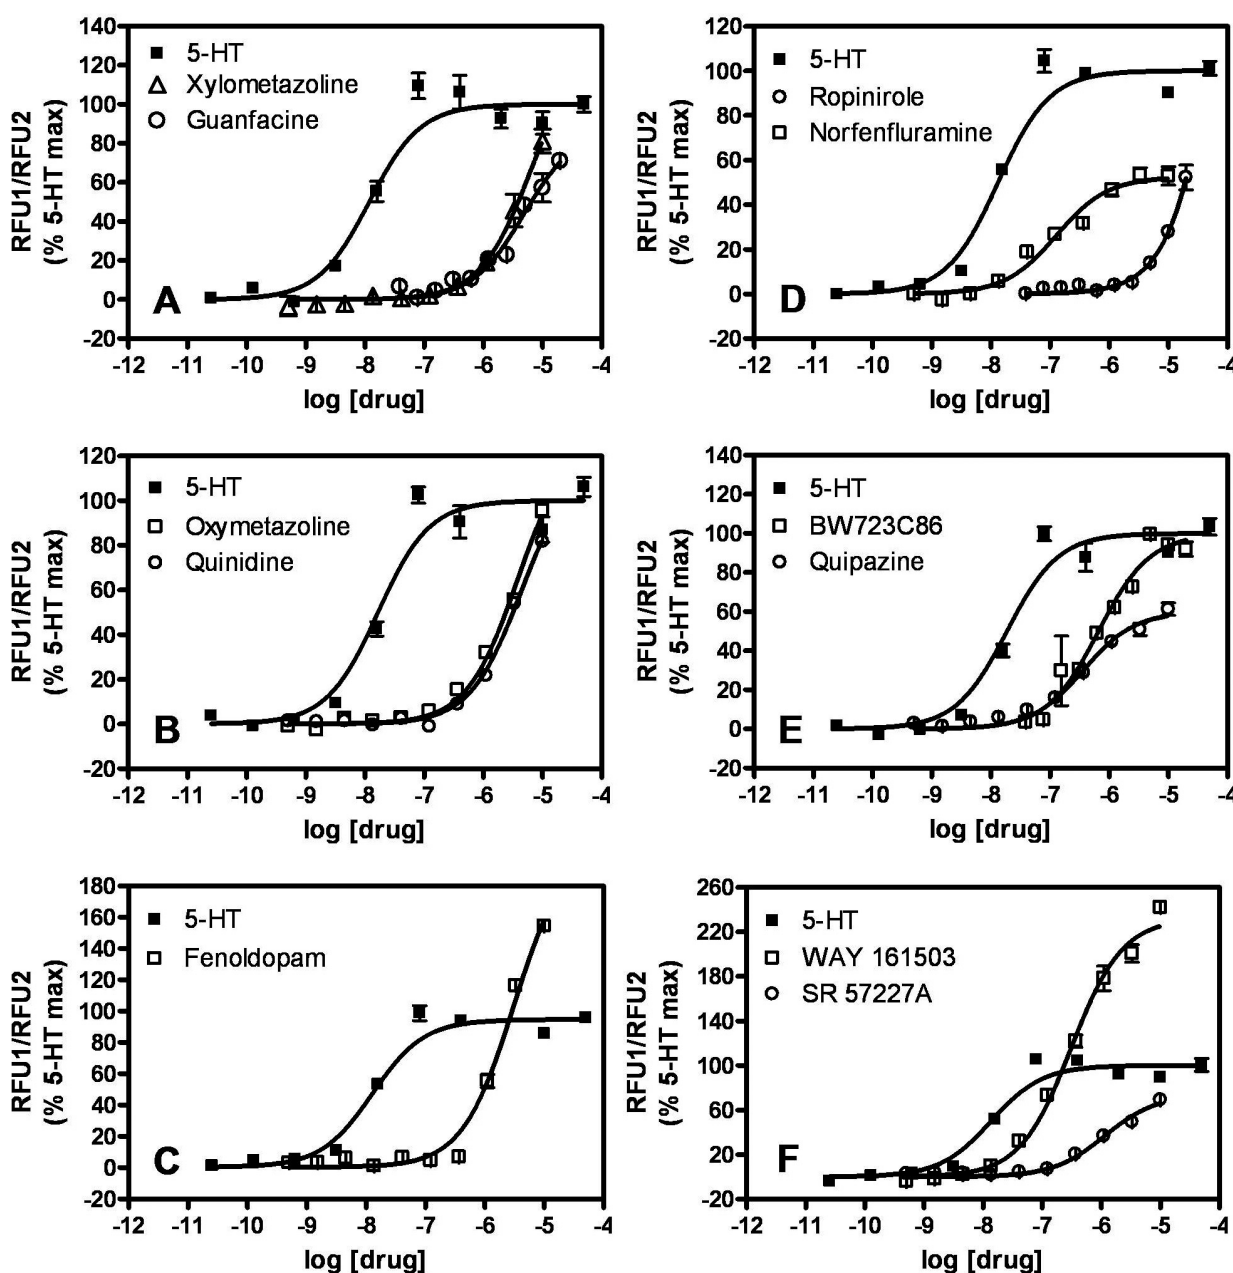 140
120
100
80
60
40
20
0
-20
-12 -11 -10 -9 -8 -7 -6 -5 -4
RFU1/RFU2
(% 5-HT max)
log [drug]
5-HT
Xylometazoline
Guanfacine
A
120
100
80
60
40
20
0
-20
-12 -11 -10 -9 -8 -7 -6 -5 -4
RFU1/RFU2
(% 5-HT max)
log [drug]
5-HT
Ropinirole
Norfenfluramine
D
120
100
80
60
40
20
0
-20
-12 -11 -10 -9 -8 -7 -6 -5 -4
RFU1/RFU2
(% 5-HT max)
log [drug]
5-HT
Oxymetazoline
Quinidine
B
140
120
100
80
60
40
20
0
-20
-12 -11 -10 -9 -8 -7 -6 -5 -4
RFU1/RFU2
(% 5-HT max)
log [drug]
5-HT
BW723C86
Quipazine
E
180
160
140
120
100
80
60
40
20
0
-20
-12 -11 -10 -9 -8 -7 -6 -5 -4
RFU1/RFU2
(% 5-HT max)
log [drug]
5-HT
Fenoldopam
C
260
220
180
140
100
60
20
-20
-12 -11 -10 -9 -8 -7 -6 -5 -4
RFU1/RFU2
(% 5-HT max)
log [drug]
5-HT
WAY 161503
SR 57227A
F